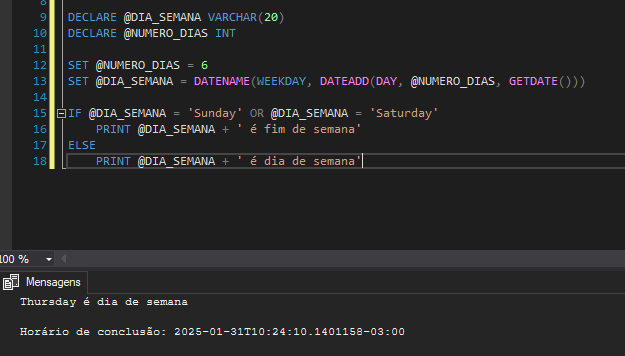 8
9 DECLARE @DIA_SEMANA VARCHAR(20)
10 DECLARE @NUMERO_DIAS INT
11
12 SET @NUMERO_DIAS = 6
13 SET @DIA_SEMANA = DATENAME(WEEKDAY, DATEADD(DAY, @NUMERO_DIAS, GETDATE()))
14
15 IF @DIA_SEMANA = 'Sunday' OR @DIA_SEMANA = 'Saturday'
16 PRINT @DIA_SEMANA + ' é fim de semana'
17 ELSE
18 PRINT @DIA_SEMANA + ' é dia de semana'
100 %
Mensagens
Thursday é dia de semana
Horário de conclusão: 2025-01-31T10:24:10.1401158-03:00